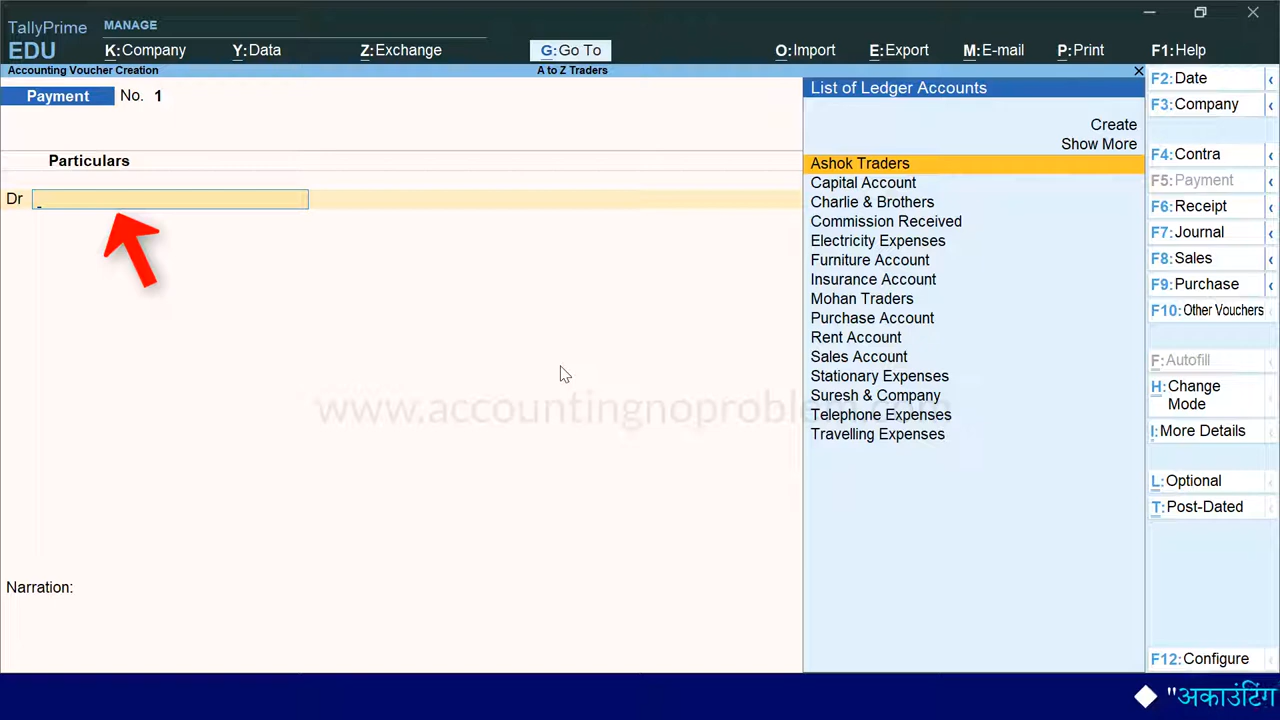 TallyPrime
MANAGE
EDU
K:Company
Y:Data
Z:Exchange
G:Go To
O:Import
E:Export
M:E-mail
P:Print
F1:Help
Accounting Voucher Creation
A to Z Traders
Payment No. 1
Particulars
Dr
Narration:
www.accountingnoproblem.com
List of Ledger Accounts
Create
Show More
Ashok Traders
Capital Account
Charlie & Brothers
Commission Received
Electricity Expenses
Furniture Account
Insurance Account
Mohan Traders
Purchase Account
Rent Account
Sales Account
Stationary Expenses
Suresh & Company
Telephone Expenses
Travelling Expenses
F2:Date
F3:Company
F4:Contra
F5:Payment
F6:Receipt
F7:Journal
F8:Sales
F9:Purchase
F10:Other Vouchers
F:Autofill
H:Change
Mode
I:More Details
L:Optional
T:Post-Dated
F12:Configure
"अकाउंटिंग